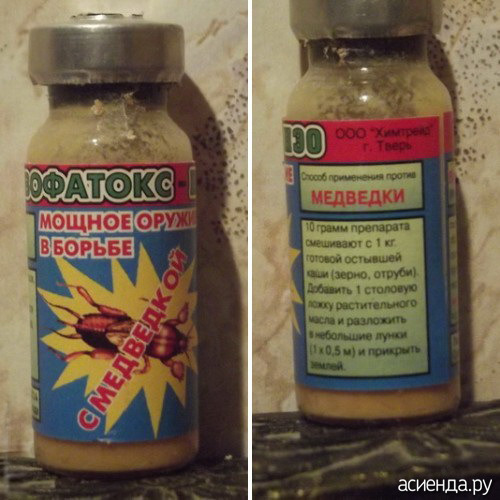 ВОФАТОКС-
МОЩНОЕ ОРУЖИ
В БОРЬБЕ
С МЕДВЕДКОЙ
ООО "Химтрейд"
г. Тверь
Способ применения против
МЕДВЕДКИ
10 грамм препарата
смешивают с 1 кг.
готовой остывшей
каши (зерно, отруби).
Добавить 1 столовую
ложку растительного
масла и разложить
в небольшие лунки
(1 х 0,5 м) и прикрыть
землей.
асиенда.ру